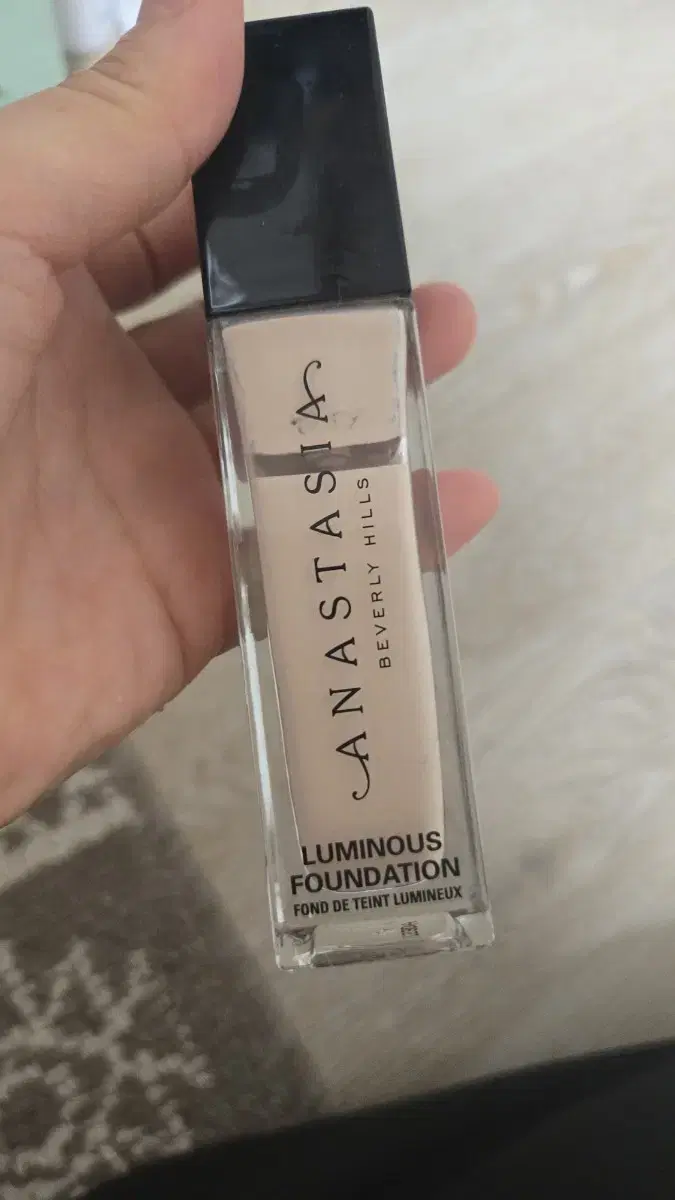 ANASTASIA
BEVERLY HILLS
LUMINOUS
FOUNDATION
FOND DE TEINT LUMINEUX